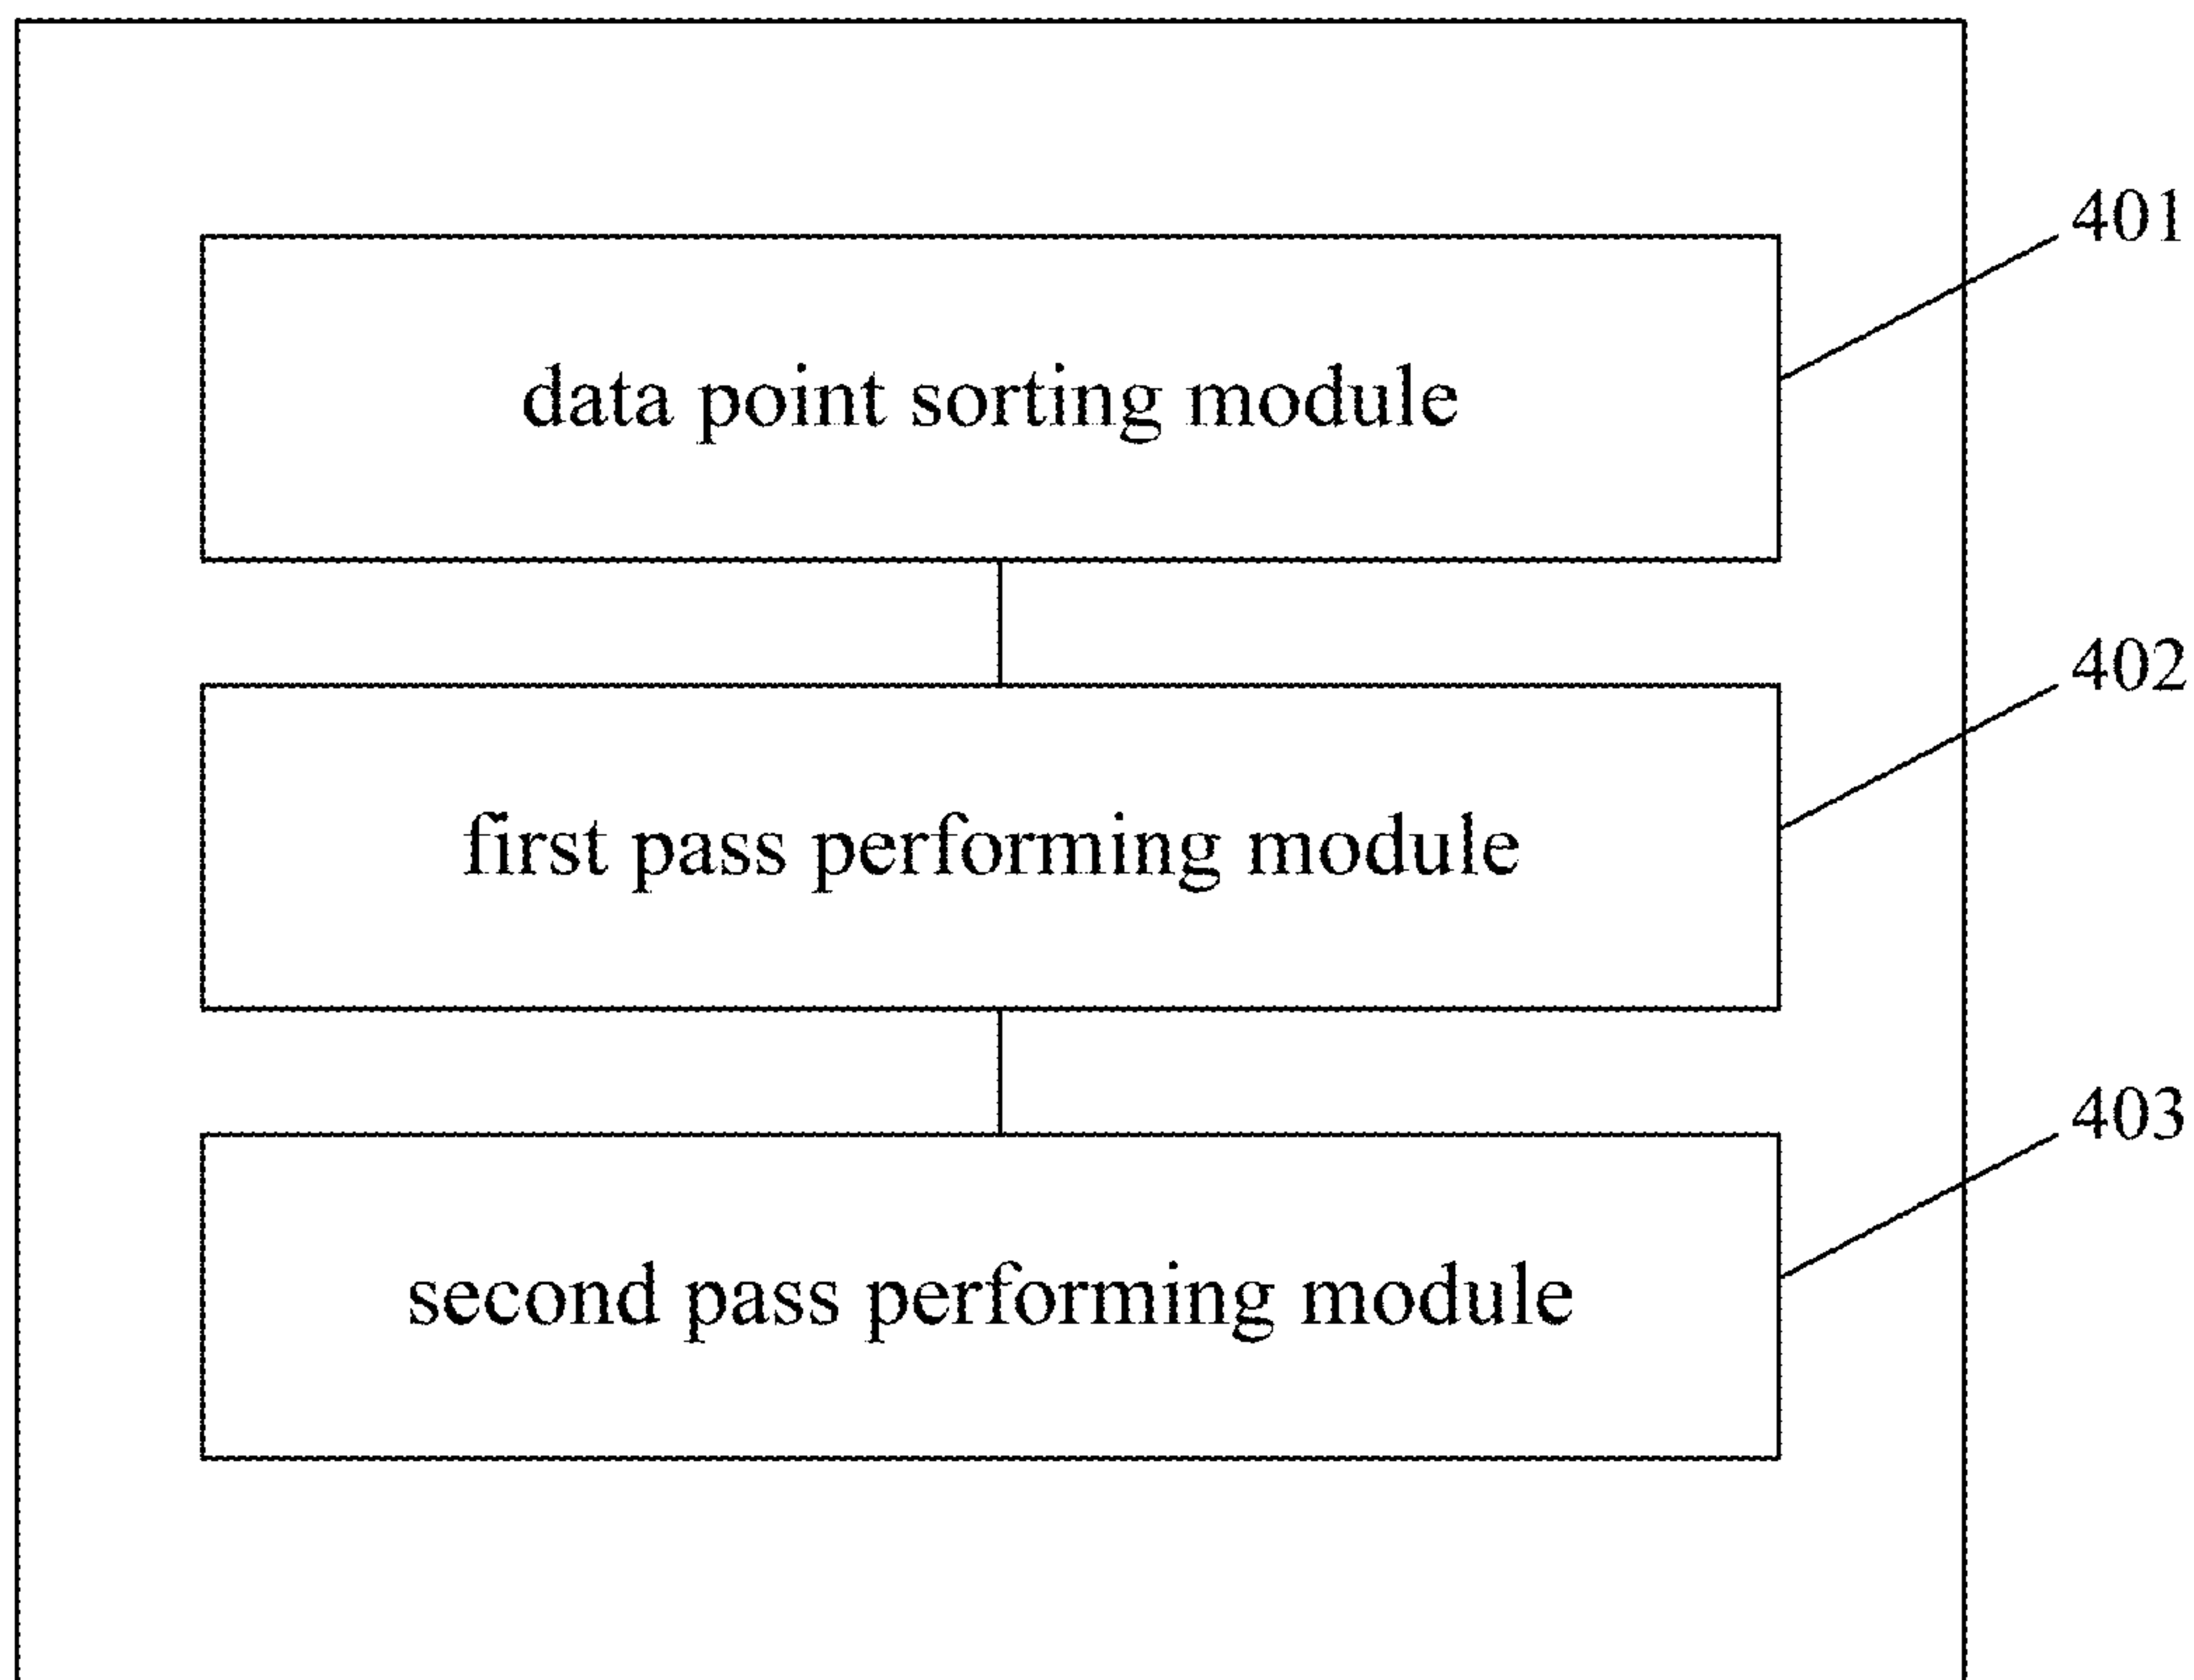 401
data point sorting module
402
first pass performing module
403
second pass performing module